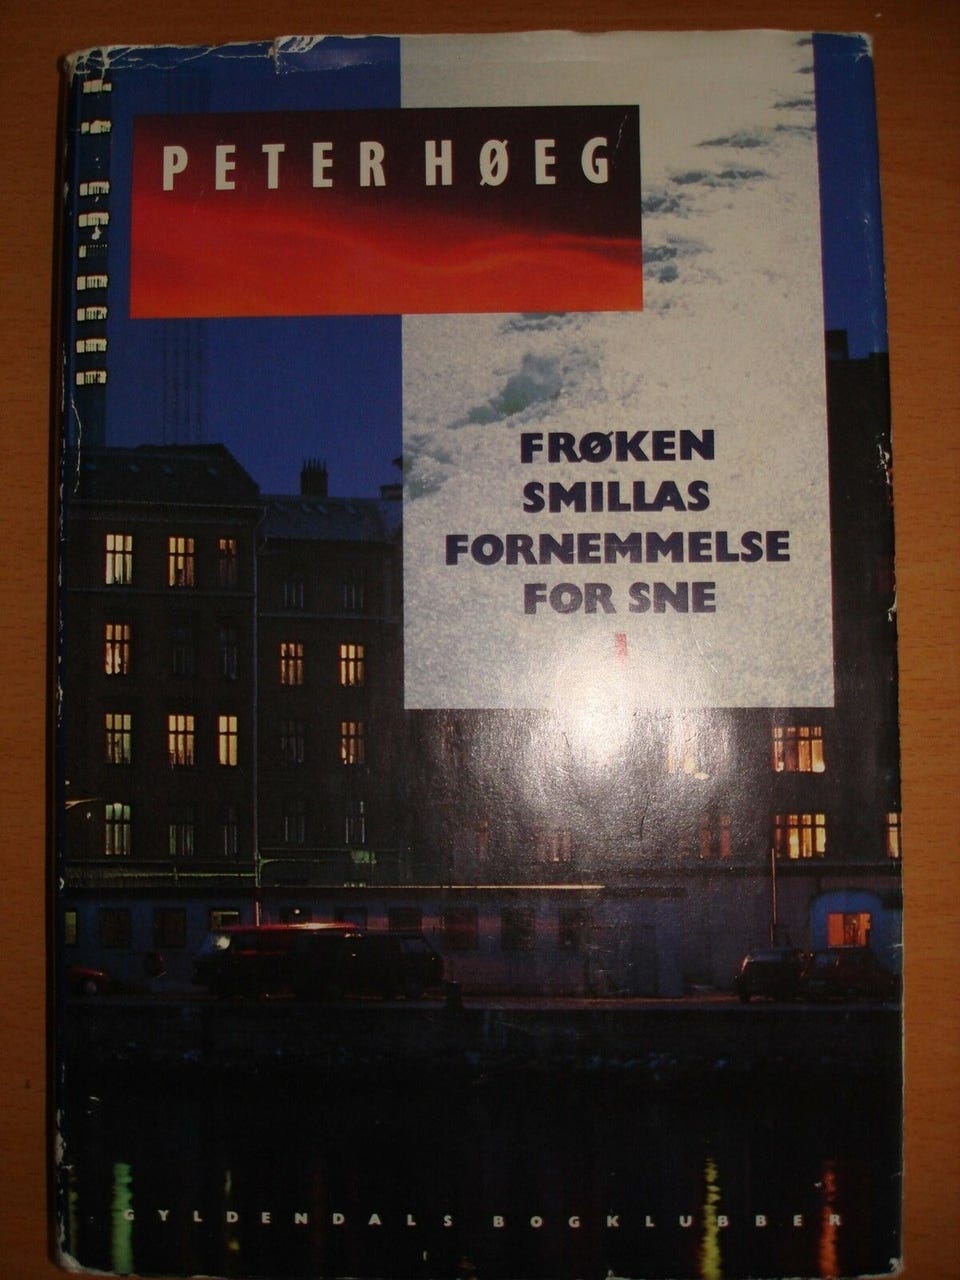 PETER HØEG
FRØKEN
SMILLAS
FORNEMMELSE
FOR SNE
GYLDENDALS BOGKLUBBER